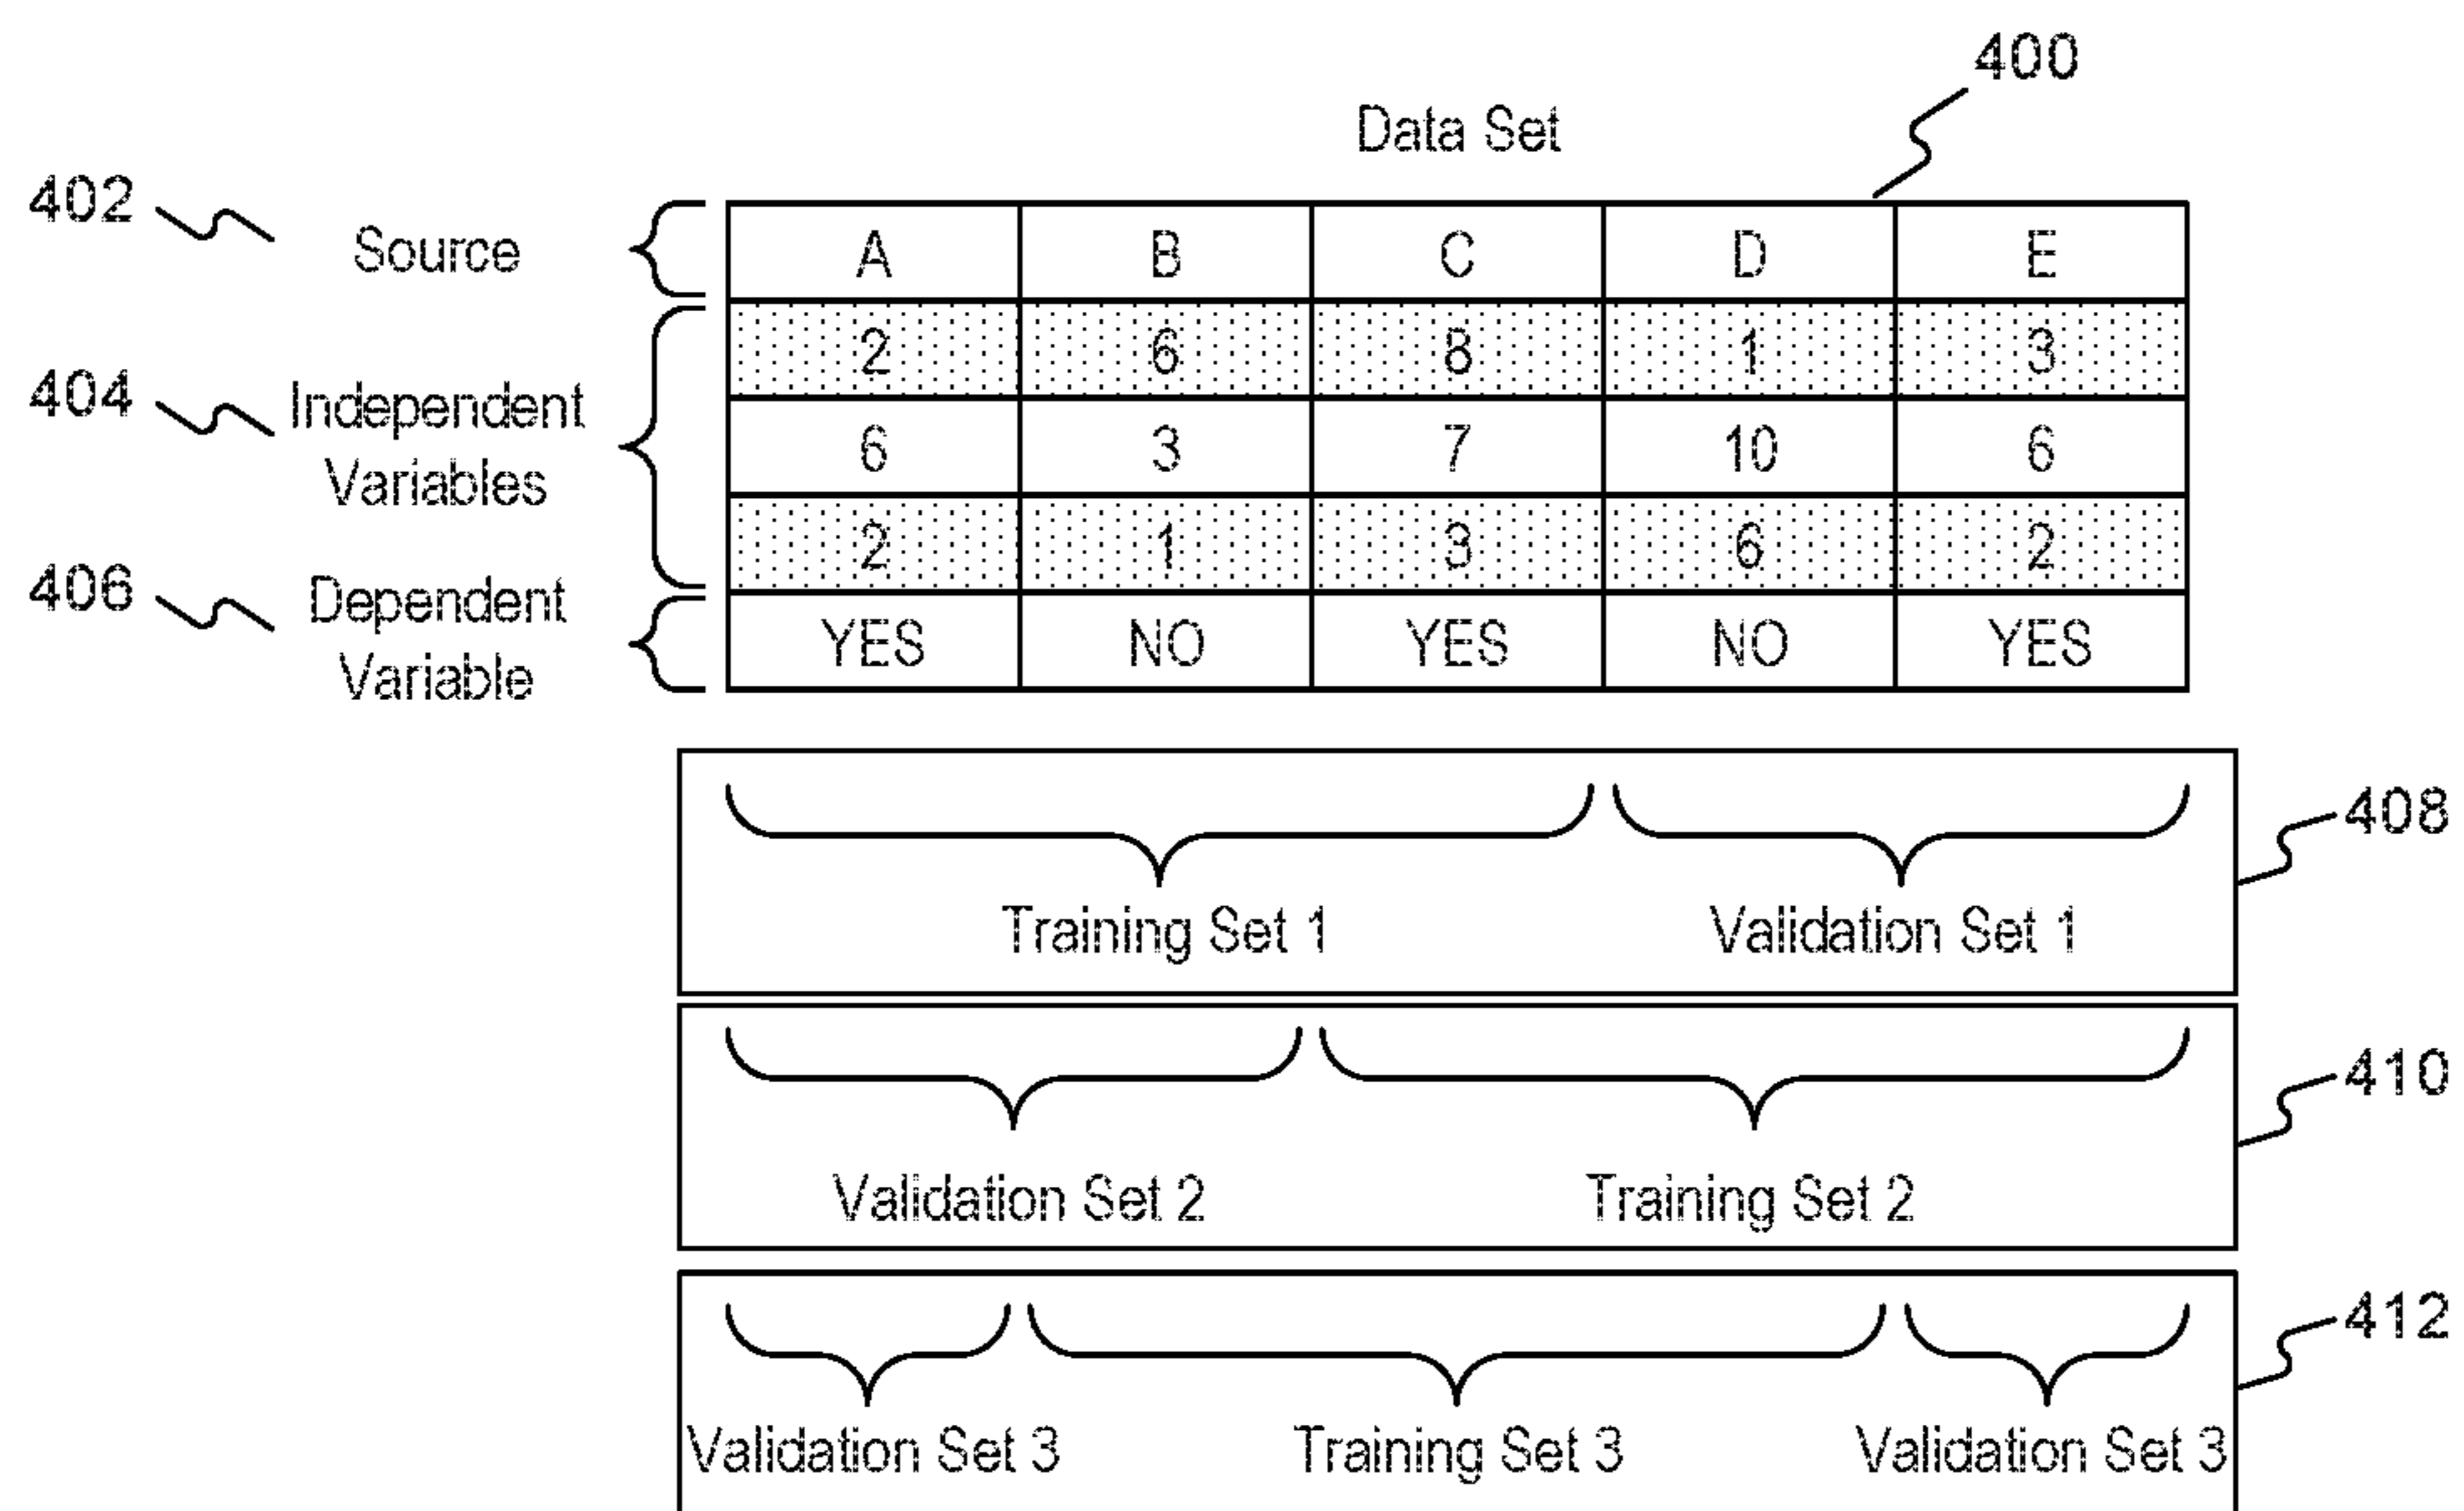 400
Data Set
402
Source
A B C D E
2 6 8 1 3
404
Independent
Variables
6 3 7 10 6
2 1 3 6 2
406
Dependent
Variable
YES NO YES NO YES
408
Training Set 1 Validation Set 1
410
Validation Set 2 Training Set 2
412
Validation Set 3 Training Set 3 Validation Set 3